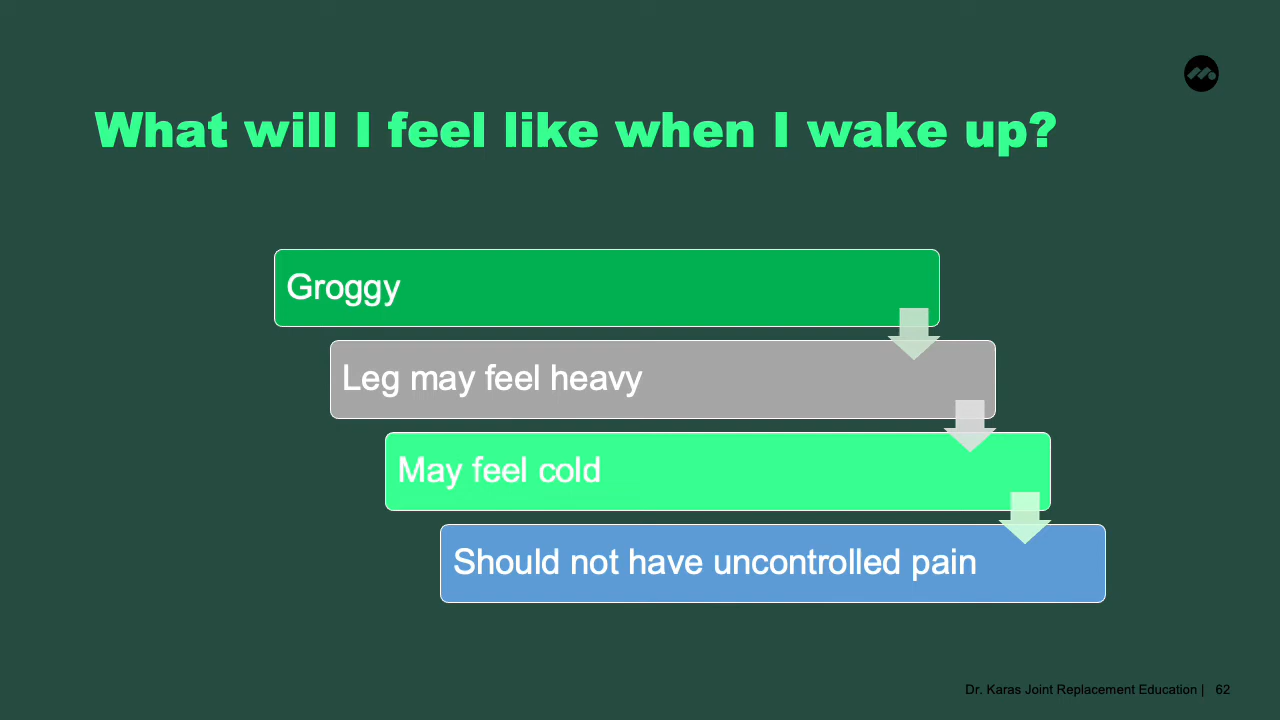 What will I feel like when I wake up?
Groggy
Leg may feel heavy
May feel cold
Should not have uncontrolled pain
Dr. Karas Joint Replacement Education | 62